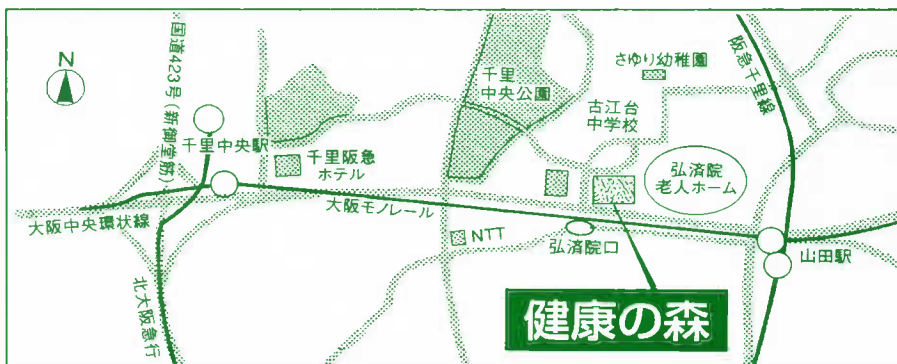 N
国道423号(新御堂筋)
千里中央駅
千里阪急
ホテル
大阪中央環状線
大阪モノレール
北大阪急行
千里
中央公園
NTT
さゆり幼稚園
古江台
中学校
弘済院
老人ホーム
弘済院口
阪急千里線
山田駅
健康の森